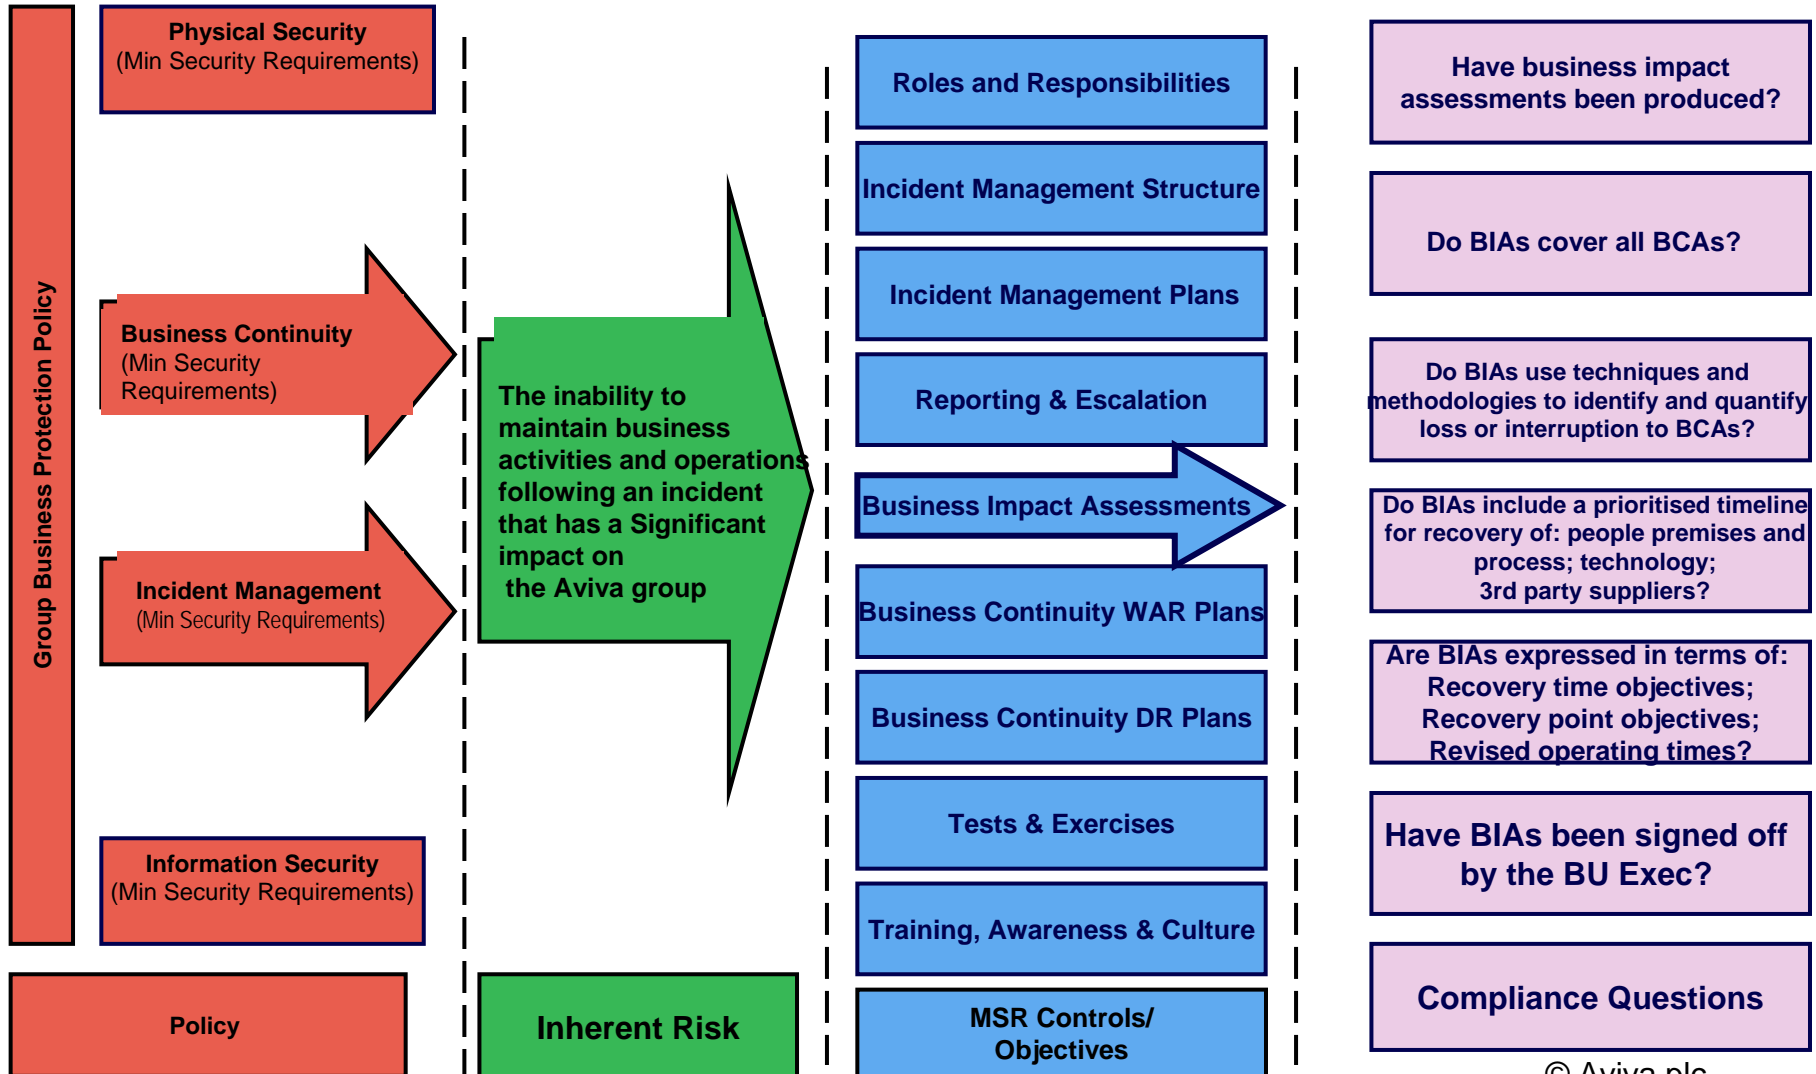 Group Business Protection Policy
Physical Security
(Min Security Requirements)
Business Continuity
(Min Security
Requirements)
Incident Management
(Min Security Requirements)
Information Security
(Min Security Requirements)
Policy
The inability to
maintain business
activities and operations
following an incident
that has a Significant
impact on
the Aviva group
Inherent Risk
Roles and Responsibilities
Incident Management Structure
Incident Management Plans
Reporting & Escalation
Business Impact Assessments
Business Continuity WAR Plans
Business Continuity DR Plans
Tests & Exercises
Training, Awareness & Culture
MSR Controls/
Objectives
Have business impact
assessments been produced?
Do BIAs cover all BCAs?
Do BIAs use techniques and
methodologies to identify and quantify
loss or interruption to BCAs?
Do BIAs include a prioritised timeline
for recovery of: people premises and
process; technology;
3rd party suppliers?
Are BIAs expressed in terms of:
Recovery time objectives;
Recovery point objectives;
Revised operating times?
Have BIAs been signed off
by the BU Exec?
Compliance Questions
© Aviva plc